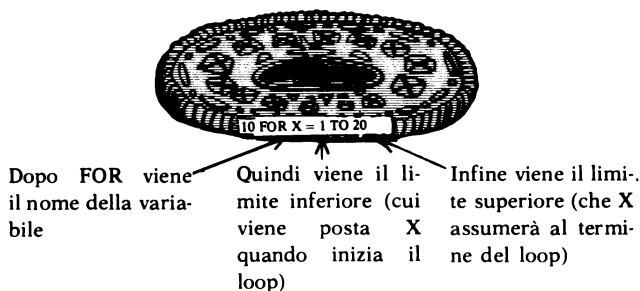 10 FOR X = 1 TO 20
Dopo FOR viene
il nome della varia-
bile
Quindi viene il li-
mite inferiore (cui
viene posta X
quando inizia il
loop)
Infine viene il limi-
te superiore (che X
assumerà al termi-
ne del loop)